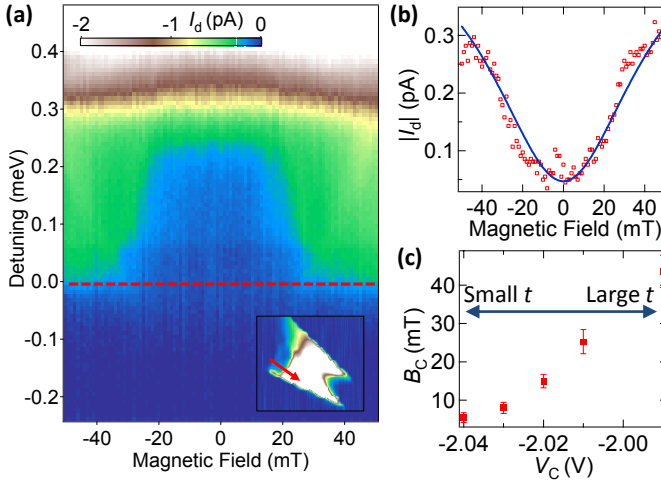 (a)
-2 -1 I_d (pA) 0
0.4
0.3
0.2
0.1
0.0
-0.1
-0.2
Detuning (meV)
-40 -20 0 20 40
Magnetic Field (mT)
(b)
0.3
0.2
0.1
|I_d| (pA)
-40 -20 0 20 40
Magnetic Field (mT)
(c)
40
30
20
10
B_C (mT)
Small t Large t
-2.04 -2.02 -2.00
V_C (V)